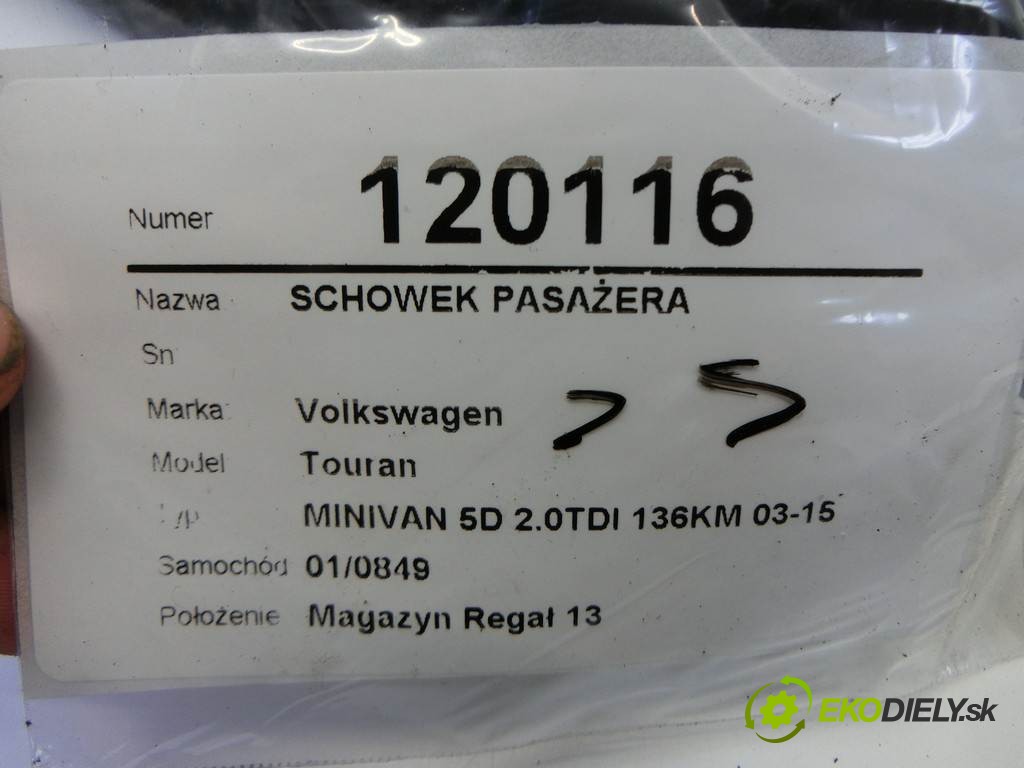 Numer 120116
Nazwa SCHOWEK PASAŻERA
Sn
Marka Volkswagen
Model Touran
Typ MINIVAN 5D 2.0TDI 136KM 03-15
Samochód 01/0849
Położenie Magazyn Regał 13
EKODIELY.sk